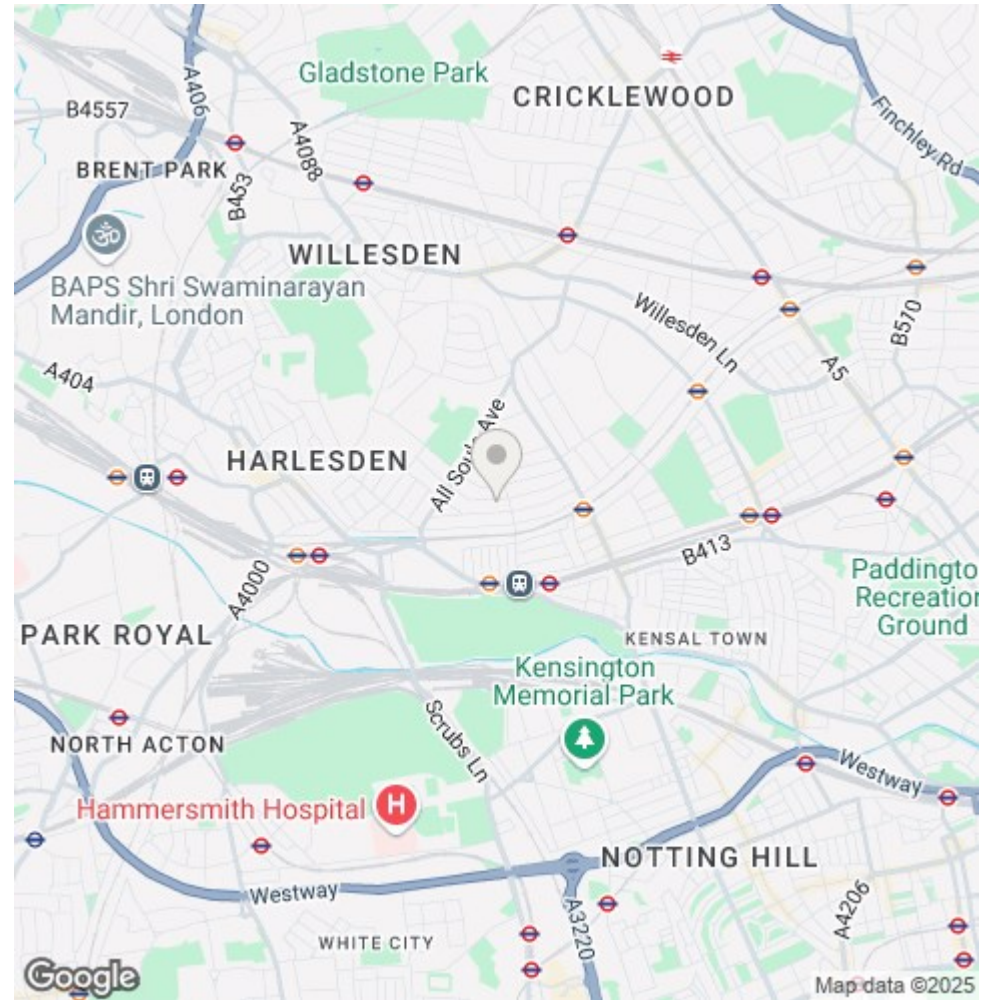 Gladstone Park
CRICKLEWOOD
A406
B4557
A4088
Finchley Rd
BRENT PARK
B453
WILLESDEN
BAPS Shri Swaminarayan
Mandir, London
Willesden Ln
B510
A404
A5
All Souls Ave
HARLESDEN
B413
A4000
Paddingto
Recreation
Ground
PARK ROYAL
KENSAL TOWN
Kensington
Memorial Park
Scrubs Ln
NORTH ACTON
Westway
Hammersmith Hospital
H
NOTTING HILL
Westway
A3220
A4206
WHITE CITY
Google
Map data ©2025